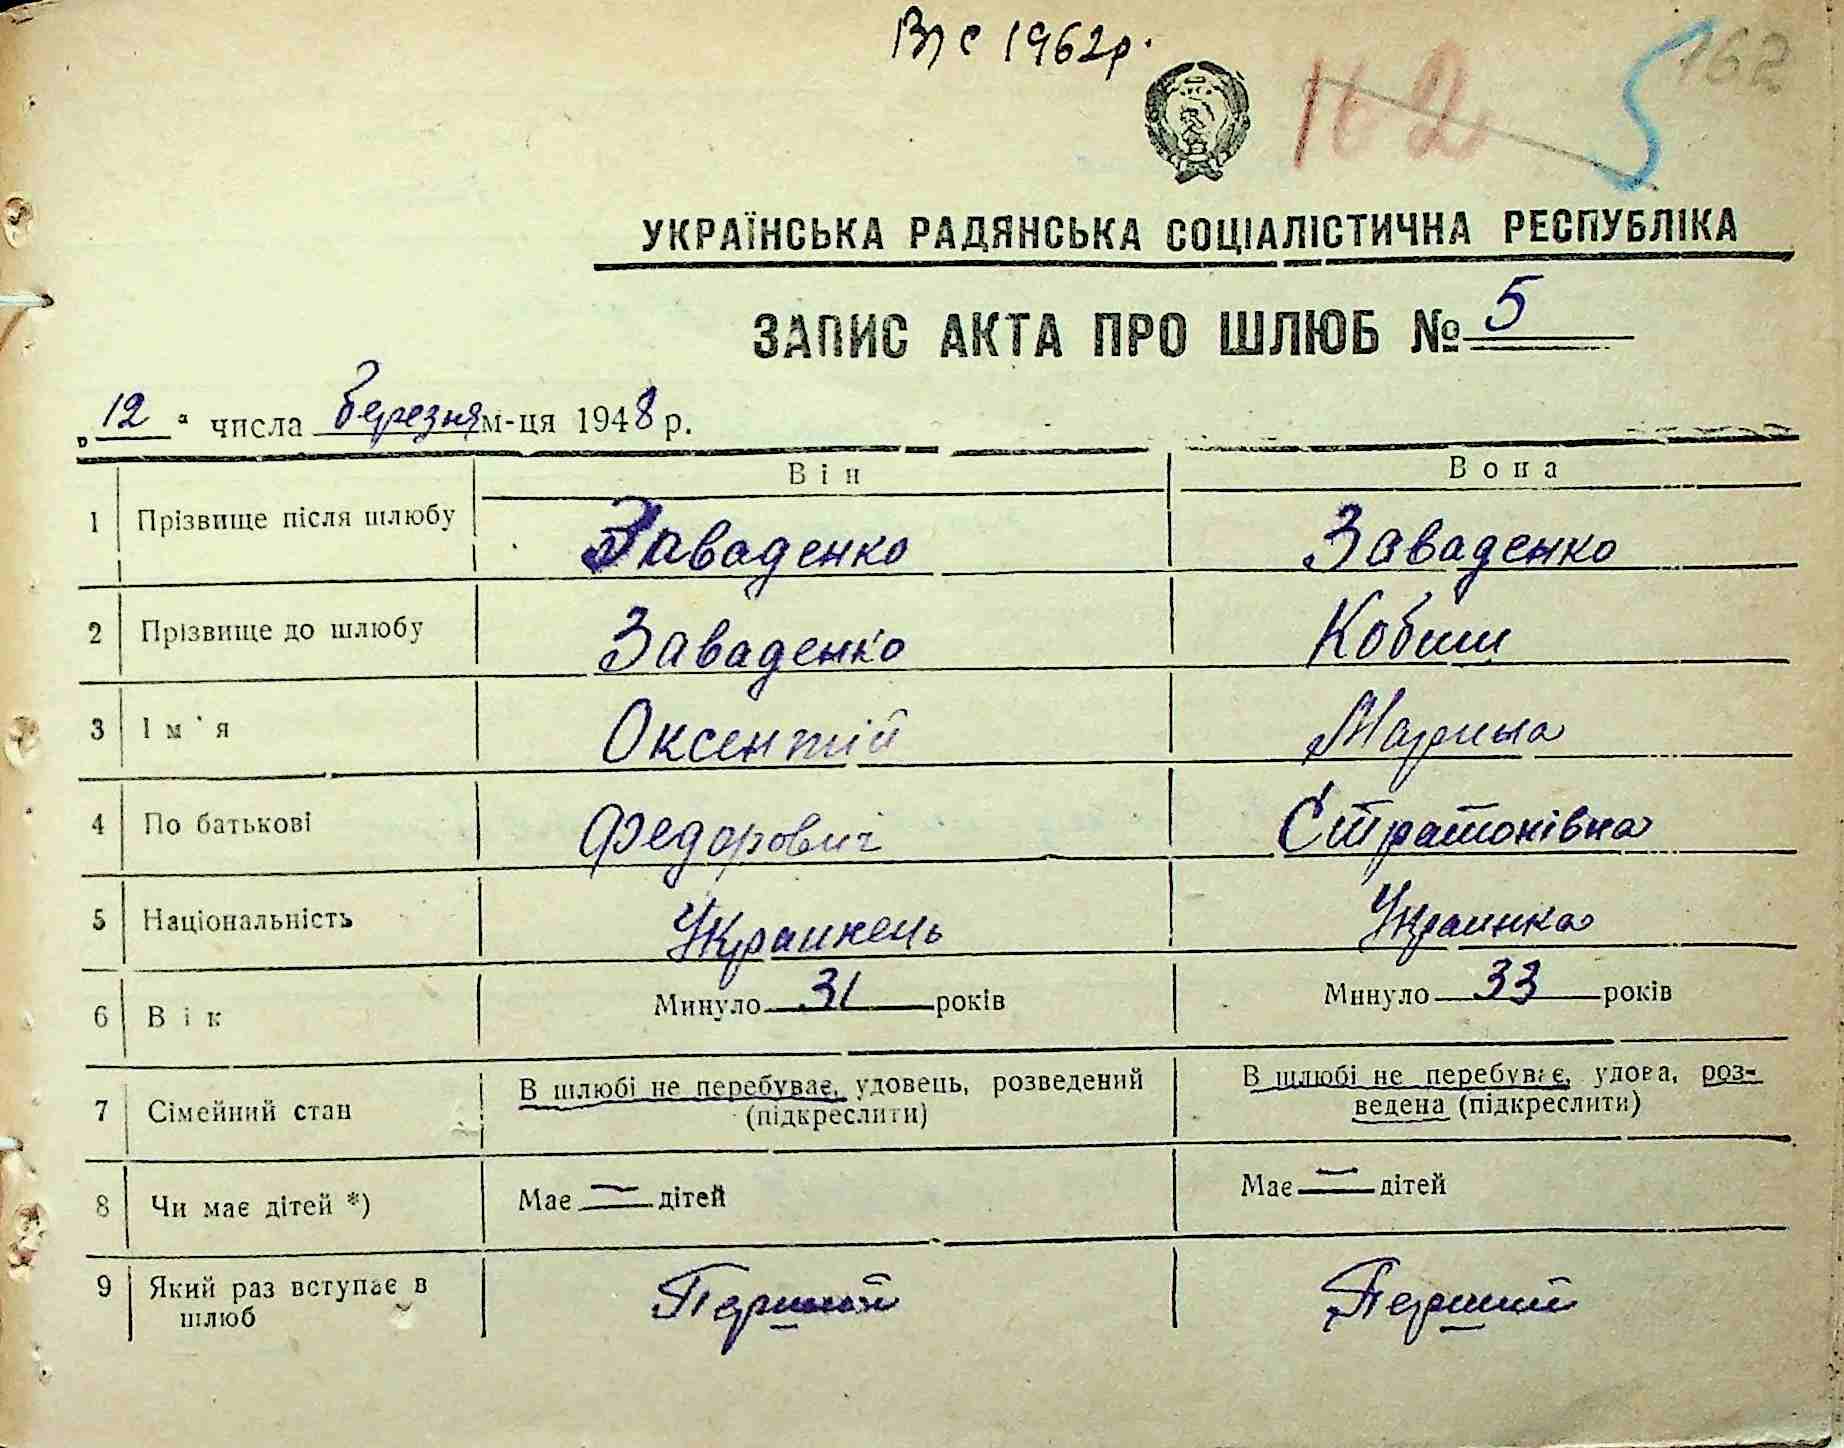 В/с 1962р.
162 5 162
УКРАЇНСЬКА РАДЯНСЬКА СОЦІАЛІСТИЧНА РЕСПУБЛІКА
ЗАПИС АКТА ПРО ШЛЮБ № 5
„12" числа березня м-ця 1948 р.
Він Вона
1 Прізвище після шлюбу Заваденко Заваденко
2 Прізвище до шлюбу Заваденко Кобиш
3 Ім'я Оксентій Марина
4 По батькові Федорович Стратонівна
5 Національність Украинець Украинка
6 Вік Минуло 31 років Минуло 33 років
7 Сімейний стан В шлюбі не перебуває, удовець, розведений (підкреслити) В шлюбі не перебуває, удова, роз-
ведена (підкреслити)
8 Чи має дітей *) Має — дітей Має — дітей
9 Який раз вступає в Перший Перший
шлюб